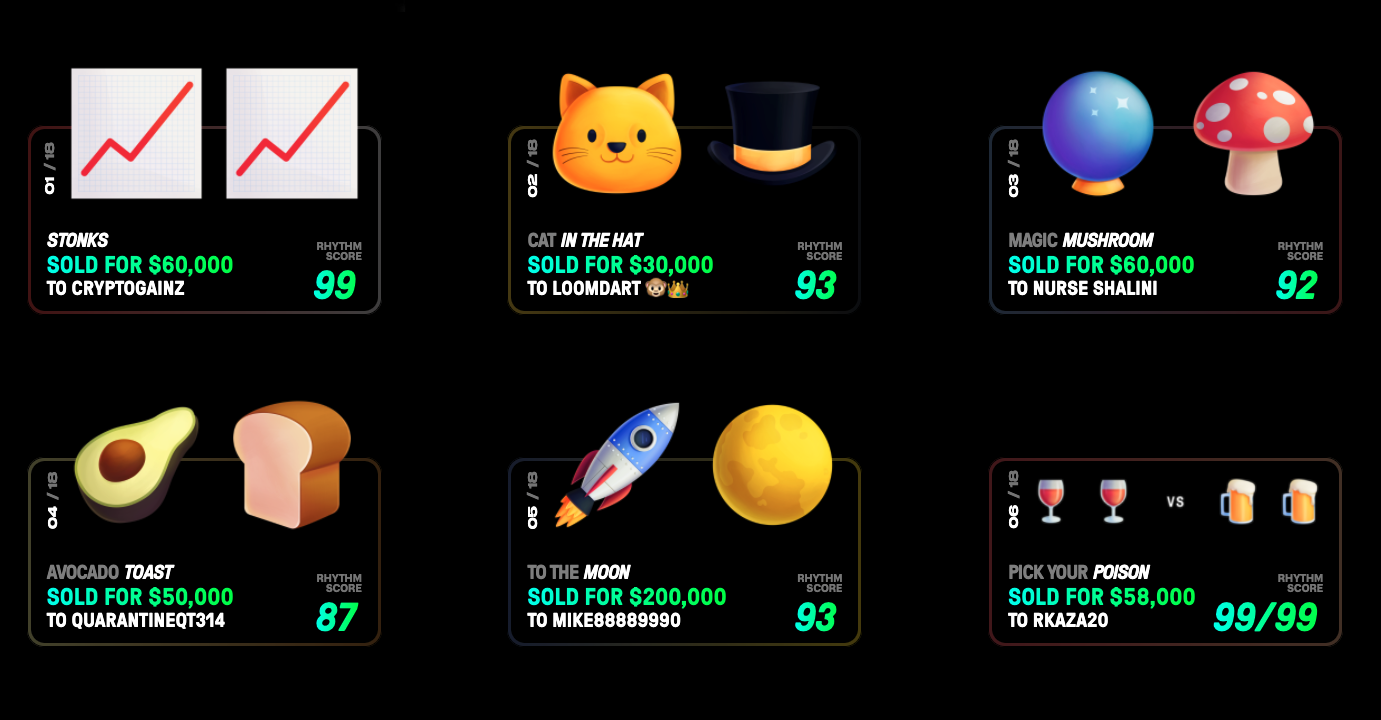 01 / 18
STONKS
SOLD FOR $60,000
TO CRYPTOGAINZ
RHYTHM
SCORE
99
02 / 18
CAT IN THE HAT
SOLD FOR $30,000
TO LOOMDART 🐵👑
RHYTHM
SCORE
93
03 / 18
MAGIC MUSHROOM
SOLD FOR $60,000
TO NURSE SHALINI
RHYTHM
SCORE
92
04 / 18
AVOCADO TOAST
SOLD FOR $50,000
TO QUARANTINEQT314
RHYTHM
SCORE
87
05 / 18
TO THE MOON
SOLD FOR $200,000
TO MIKE88889990
RHYTHM
SCORE
93
06 / 18
VS
PICK YOUR POISON
SOLD FOR $58,000
TO RKAZA20
RHYTHM
SCORE
99/99